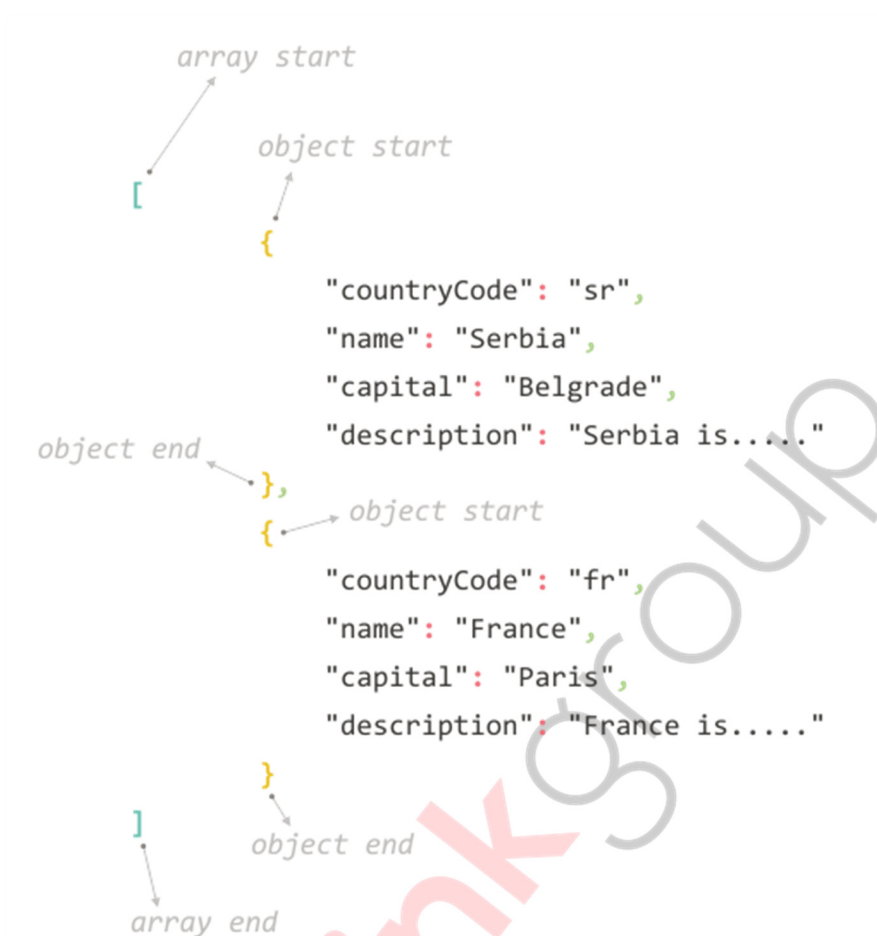 array start
object start
[
{
"countryCode": "sr",
"name": "Serbia",
"capital": "Belgrade",
"description": "Serbia is....."
object end
},
object start
{
"countryCode": "fr",
"name": "France",
"capital": "Paris",
"description": "France is....."
}
]
object end
array end
group